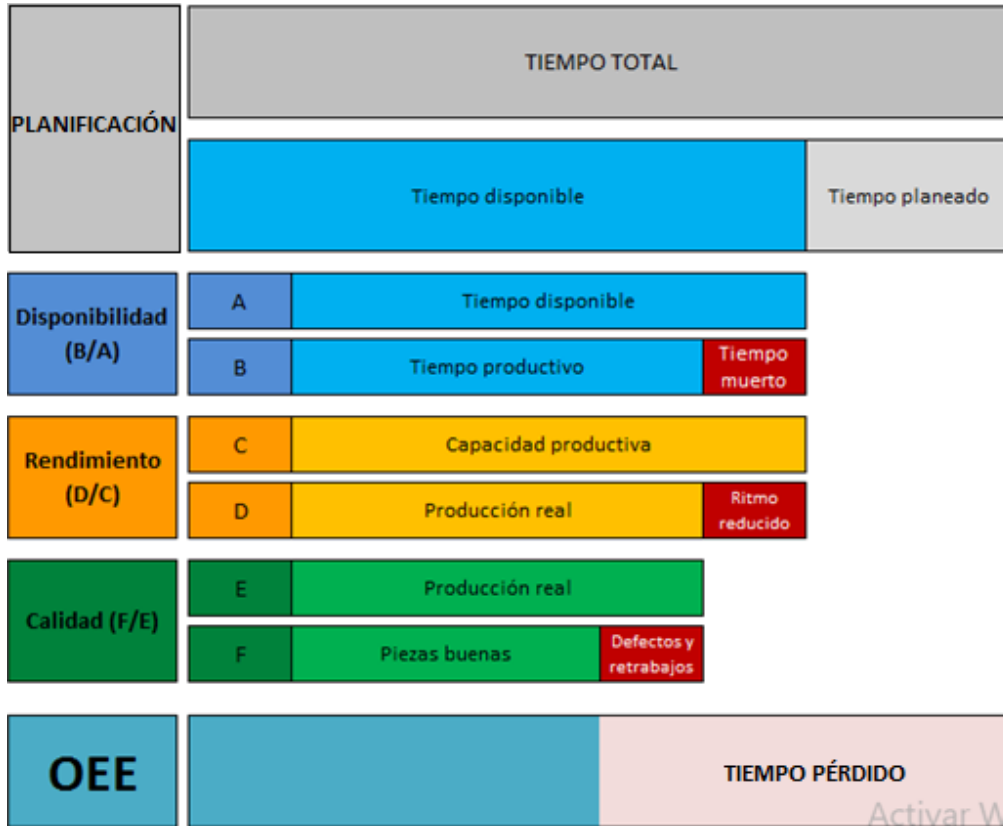 TIEMPO TOTAL
PLANIFICACIÓN
Tiempo disponible
Tiempo planeado
Disponibilidad
(B/A)
A
Tiempo disponible
B
Tiempo productivo
Tiempo
muerto
Rendimiento
(D/C)
C
Capacidad productiva
D
Producción real
Ritmo
reducido
Calidad (F/E)
E
Producción real
F
Piezas buenas
Defectos y
retrabajos
OEE
TIEMPO PÉRDIDO
Activar W